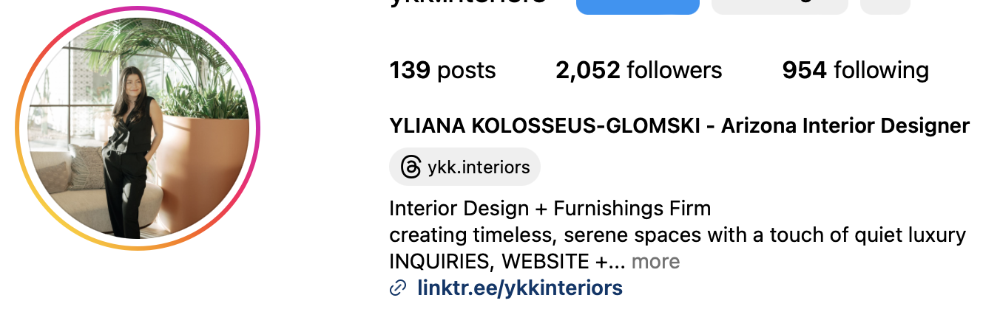 139 posts 2,052 followers 954 following
YLIANA KOLOSSEUS-GLOMSKI - Arizona Interior Designer
ykk.interiors
Interior Design + Furnishings Firm
creating timeless, serene spaces with a touch of quiet luxury
INQUIRIES, WEBSITE +... more
linktr.ee/ykkinteriors